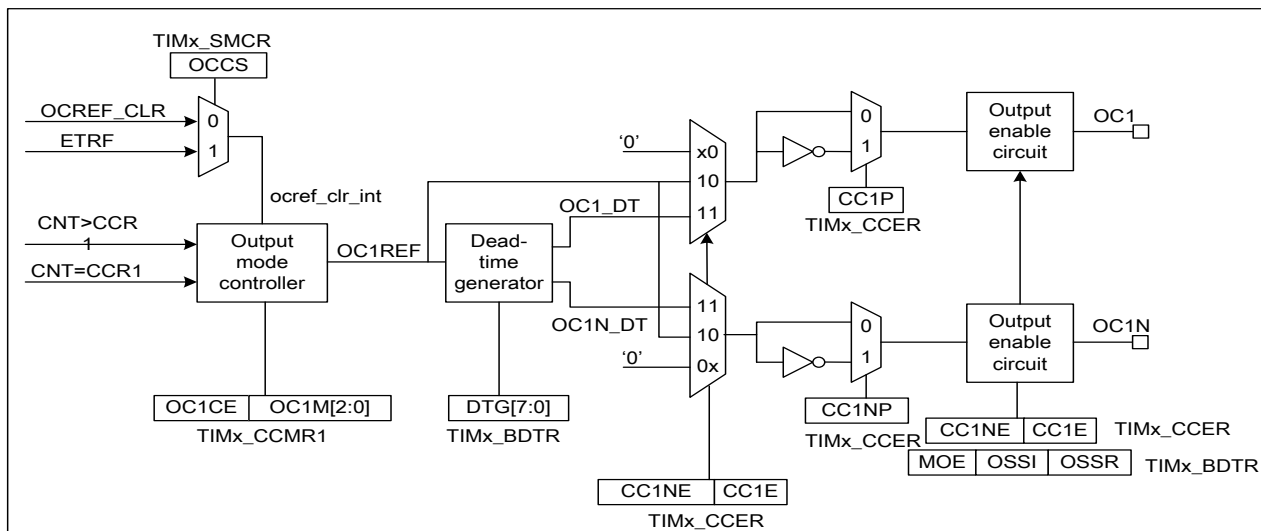 TIMx_SMCR
OCCS
OCREF_CLR
ETRF
0
1
ocref_clr_int
CNT>CCR
1
CNT=CCR1
Output
mode
controller
OC1REF
Dead-
time
generator
OC1_DT
OC1N_DT
OC1CE
OC1M[2:0]
TIMx_CCMR1
DTG[7:0]
TIMx_BDTR
‘0’
x0
10
11
11
10
0x
‘0’
CC1NE
CC1E
TIMx_CCER
0
1
CC1P
TIMx_CCER
0
1
CC1NP
TIMx_CCER
Output
enable
circuit
OC1
Output
enable
circuit
OC1N
CC1NE
CC1E
TIMx_CCER
MOE
OSSI
OSSR
TIMx_BDTR